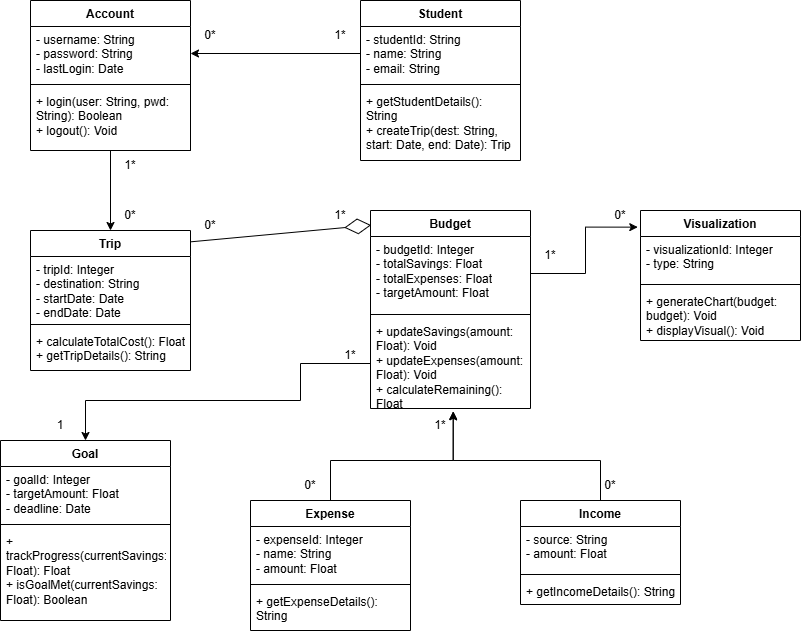 Account
- username: String
- password: String
- lastLogin: Date
+ login(user: String, pwd:
String): Boolean
+ logout(): Void
0*
1*
Student
- studentId: String
- name: String
- email: String
+ getStudentDetails():
String
+ createTrip(dest: String,
start: Date, end: Date): Trip
1*
0*
Trip
- tripId: Integer
- destination: String
- startDate: Date
- endDate: Date
+ calculateTotalCost(): Float
+ getTripDetails(): String
0*
1*
Budget
- budgetId: Integer
- totalSavings: Float
- totalExpenses: Float
- targetAmount: Float
+ updateSavings(amount:
Float): Void
+ updateExpenses(amount:
Float): Void
+ calculateRemaining():
Float
1*
0*
Visualization
- visualizationId: Integer
- type: String
+ generateChart(budget:
budget): Void
+ displayVisual(): Void
1*
1
Goal
- goalId: Integer
- targetAmount: Float
- deadline: Date
+
trackProgress(currentSavings:
Float): Float
+ isGoalMet(currentSavings:
Float): Boolean
1*
0*
0*
Expense
- expenseId: Integer
- name: String
- amount: Float
+ getExpenseDetails():
String
Income
- source: String
- amount: Float
+ getIncomeDetails(): String